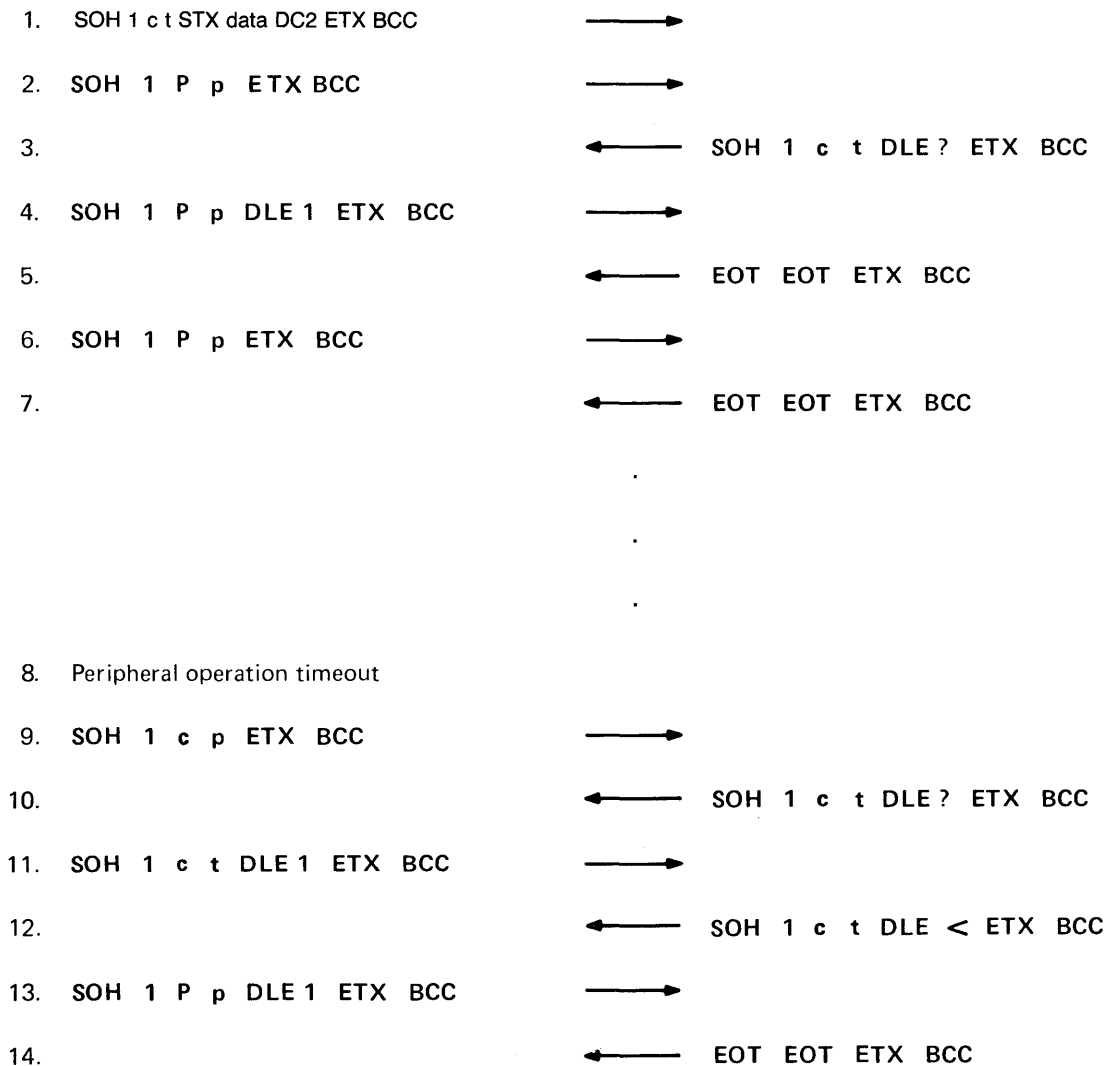 1. SOH 1 c t STX data DC2 ETX BCC
2. SOH 1 P p ETX BCC
3. SOH 1 c t DLE ? ETX BCC
4. SOH 1 P p DLE 1 ETX BCC
5. EOT EOT ETX BCC
6. SOH 1 P p ETX BCC
7. EOT EOT ETX BCC
.
.
.
8. Peripheral operation timeout
9. SOH 1 c p ETX BCC
10. SOH 1 c t DLE ? ETX BCC
11. SOH 1 c t DLE 1 ETX BCC
12. SOH 1 c t DLE < ETX BCC
13. SOH 1 P p DLE 1 ETX BCC
14. EOT EOT ETX BCC